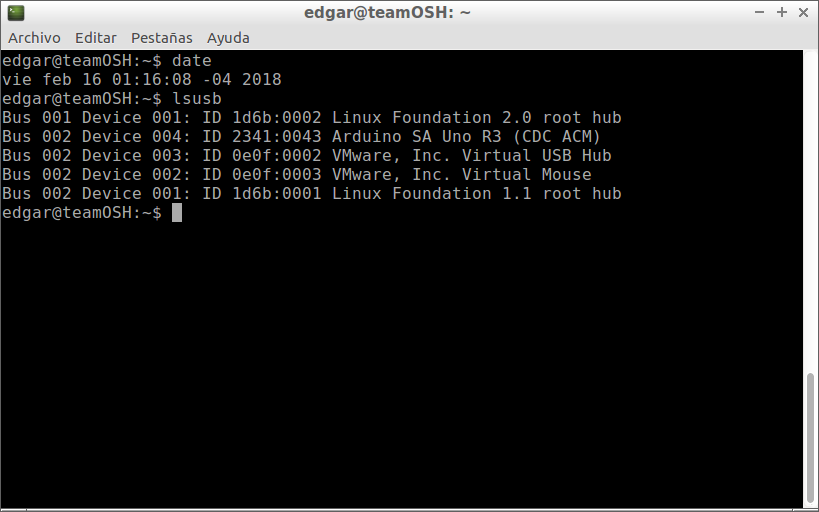 edgar@teamOSH: ~
Archivo Editar Pestañas Ayuda
edgar@teamOSH:~$ date
vie feb 16 01:16:08 -04 2018
edgar@teamOSH:~$ lsusb
Bus 001 Device 001: ID 1d6b:0002 Linux Foundation 2.0 root hub
Bus 002 Device 004: ID 2341:0043 Arduino SA Uno R3 (CDC ACM)
Bus 002 Device 003: ID 0e0f:0002 VMware, Inc. Virtual USB Hub
Bus 002 Device 002: ID 0e0f:0003 VMware, Inc. Virtual Mouse
Bus 002 Device 001: ID 1d6b:0001 Linux Foundation 1.1 root hub
edgar@teamOSH:~$